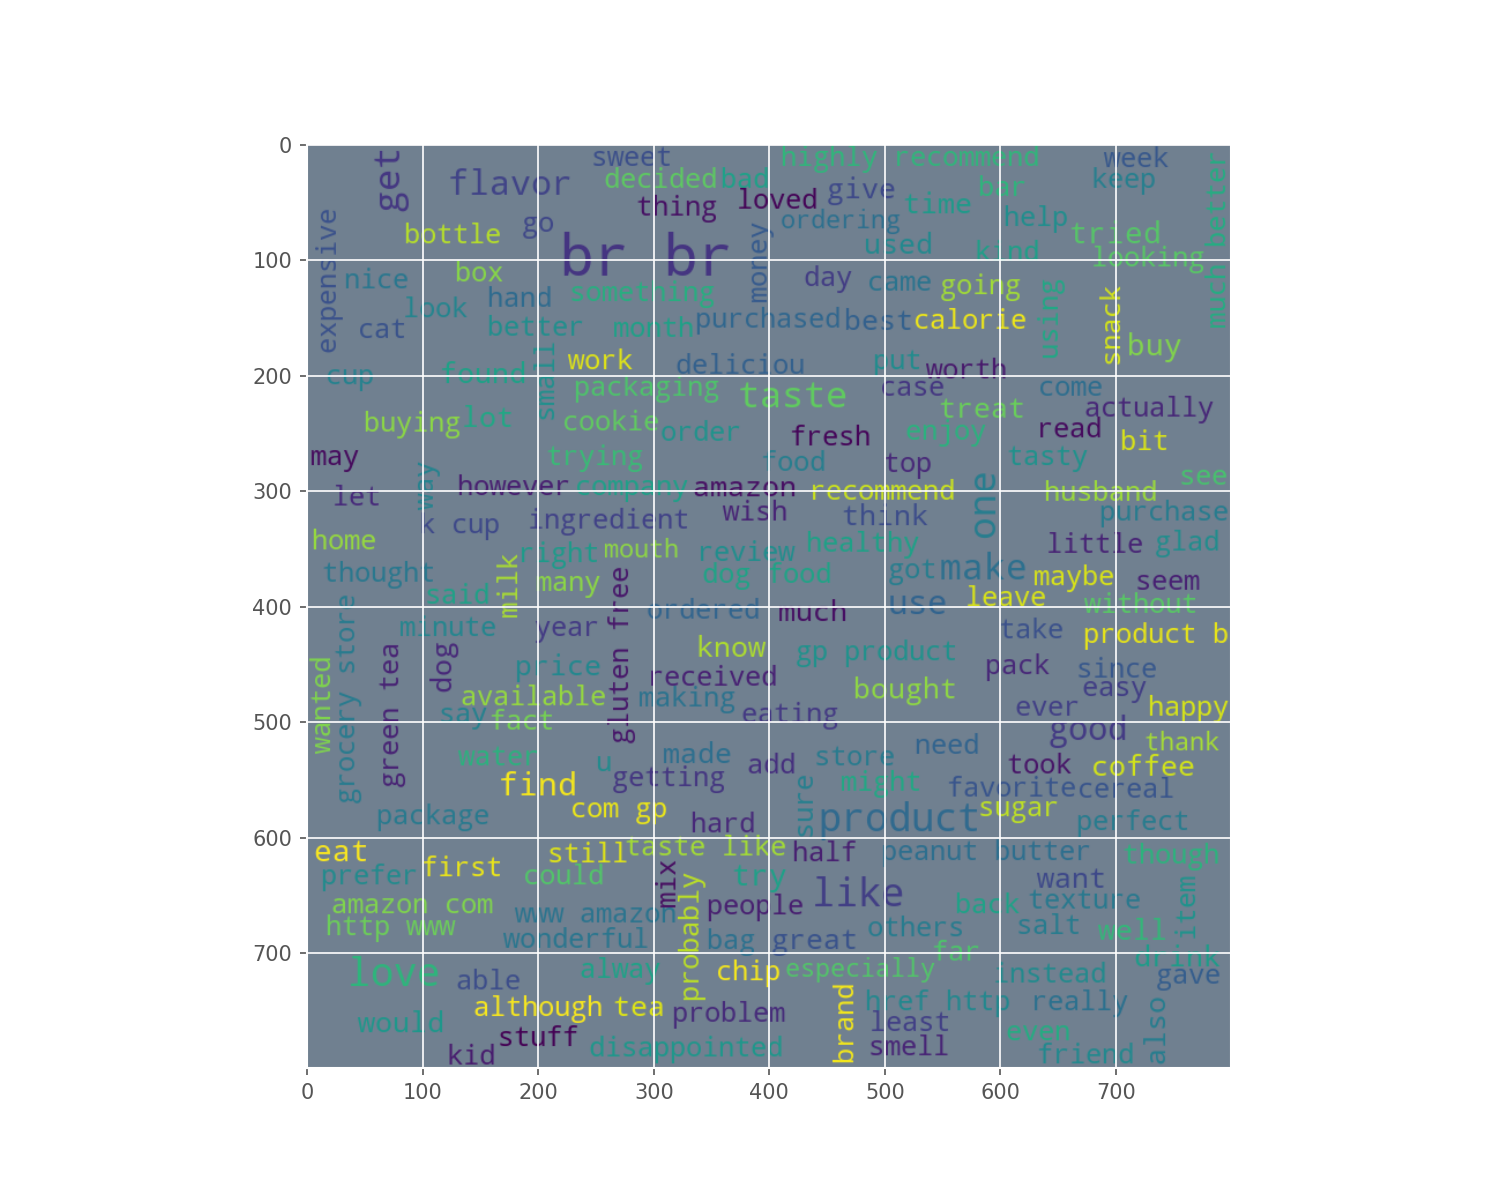 0
100
200
300
400
500
600
700
0 100 200 300 400 500 600 700
get
sweet
highly recommend
week
flavor
decided
bad
bar
keep
thing
loved
give
time
much better
expensive
go
ordering
help
bottle
money
used
kind
tried
br br
looking
nice
box
something
day
came
going
look
hand
using
snack
cat
better
month
purchased
best
calorie
buy
small
work
deliciou
put
worth
cup
found
packaging
taste
case
come
buying
lot
cookie
order
treat
actually
fresh
enjoy
read
bit
may
trying
food
top
tasty
see
let
way
however
company
amazon
recommend
one
husband
k cup
ingredient
wish
think
purchase
home
right
mouth
review
healthy
little
glad
thought
milk
many
dog food
got
make
maybe
seem
said
gluten free
ordered
much
use
leave
without
grocery store
minute
year
take
product b
wanted
green tea
dog
price
know
gp product
pack
since
available
received
bought
easy
say
fact
making
eating
ever
happy
good
water
u
made
add
store
need
thank
find
getting
might
took
coffee
package
com gp
sure
favorite
cereal
hard
product
sugar
perfect
eat
first
still
taste like
half
peanut butter
though
prefer
could
mix
try
want
item
amazon com
www amazon
probably
people
like
back
texture
http www
wonderful
bag
great
others
salt
well
far
drink
love
able
alway
chip
especially
instead
gave
although
tea
problem
brand
href http
really
also
would
stuff
least
even
kid
disappointed
smell
friend